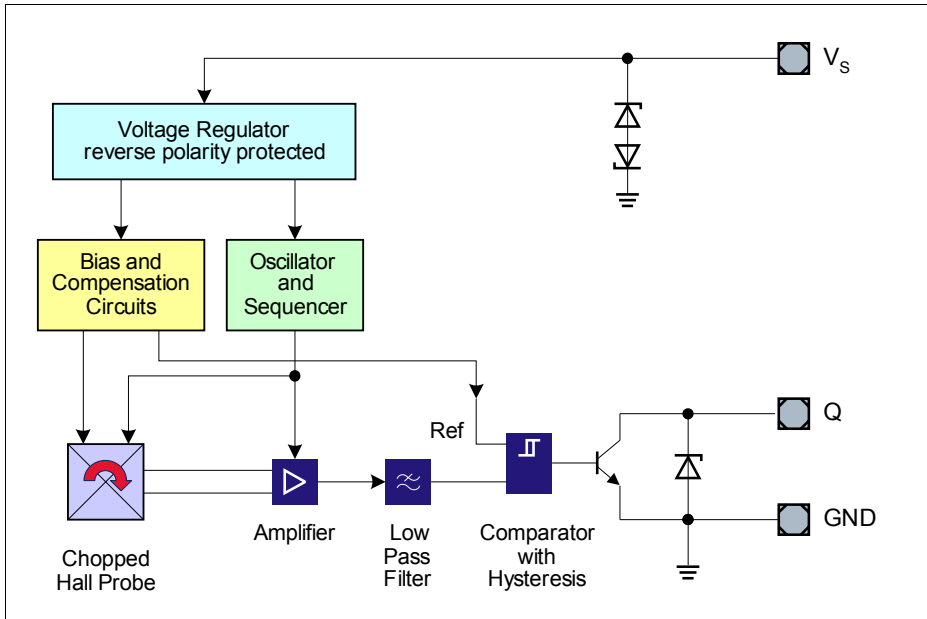 V_S
Voltage Regulator
reverse polarity protected
Bias and
Compensation
Circuits
Oscillator
and
Sequencer
Ref
Q
GND
Amplifier
Low
Pass
Filter
Comparator
with
Hysteresis
Chopped
Hall Probe